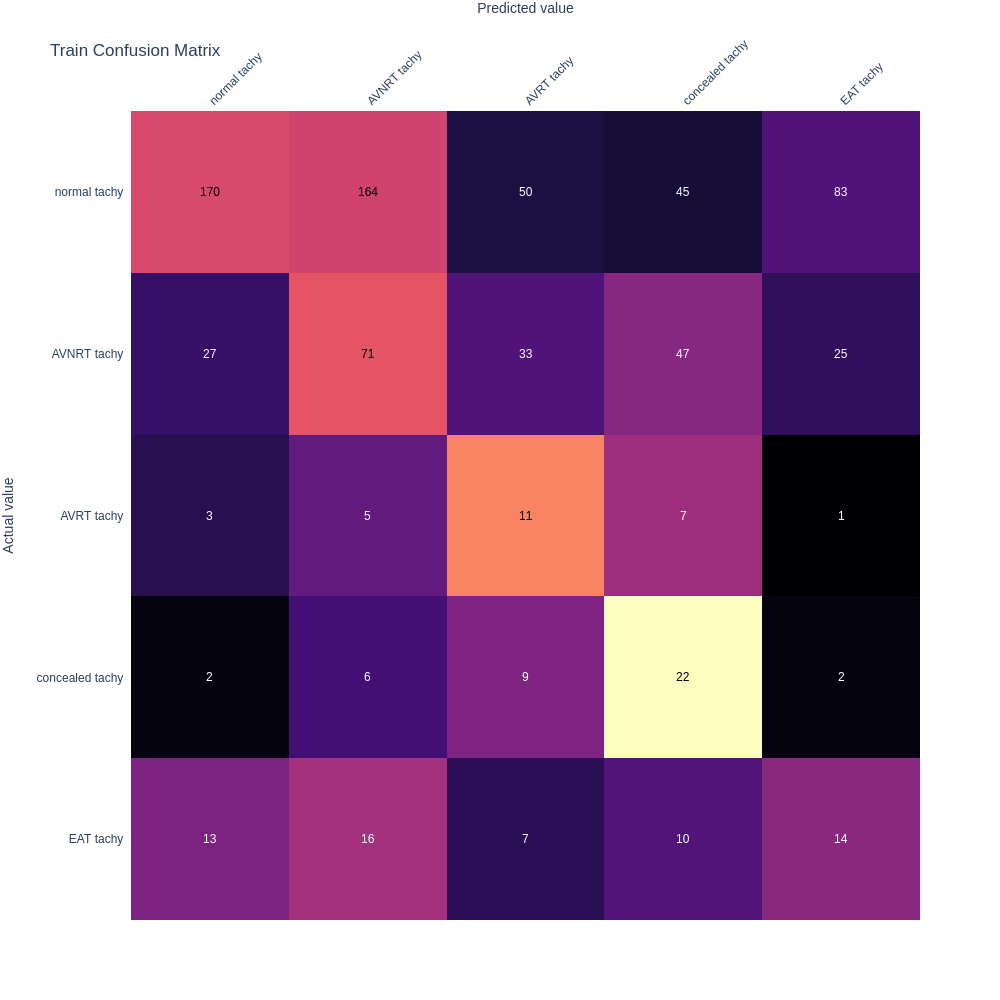 Predicted value
Train Confusion Matrix
normal tachy AVNRT tachy AVRT tachy concealed tachy EAT tachy
normal tachy 170 164 50 45 83
AVNRT tachy 27 71 33 47 25
Actual value
AVRT tachy 3 5 11 7 1
concealed tachy 2 6 9 22 2
EAT tachy 13 16 7 10 14